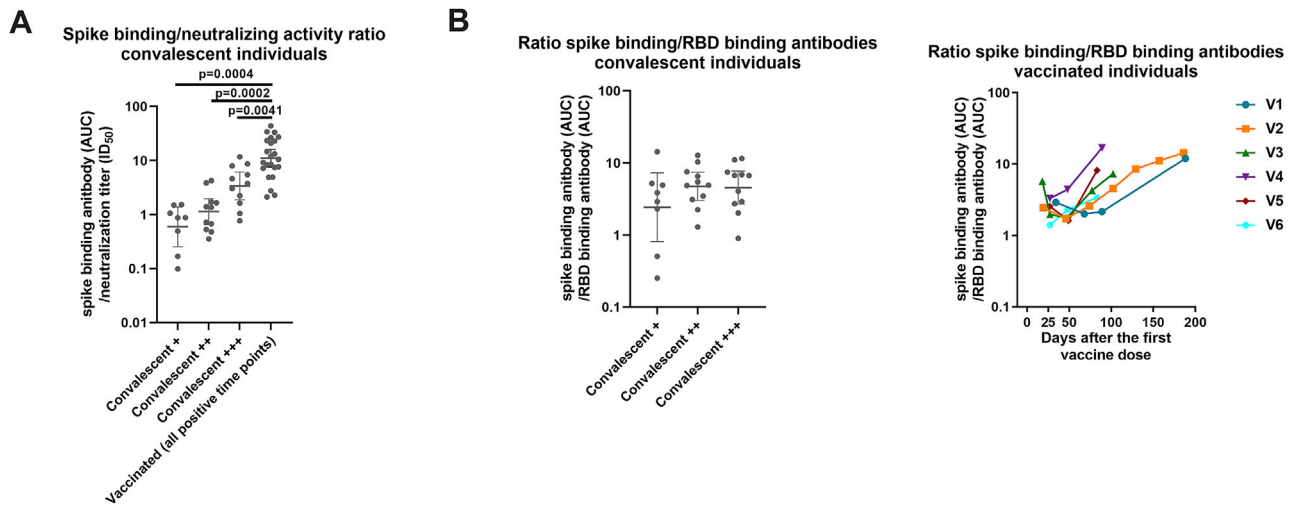 A
Spike binding/neutralizing activity ratio
convalescent individuals
p=0.0004
p=0.0002
p=0.0041
spike binding anitbody (AUC)
/neutralization titer (ID50)
100
10
1
0.1
0.01
Convalescent +
Convalescent ++
Convalescent +++
Vaccinated (all positive time points)
B
Ratio spike binding/RBD binding antibodies
convalescent individuals
spike binding antibody (AUC)
/RBD binding antibody (AUC)
100
10
1
0.1
Convalescent +
Convalescent ++
Convalescent +++
Ratio spike binding/RBD binding antibodies
vaccinated individuals
spike binding antibody (AUC)
/RBD binding antibody (AUC)
100
10
1
0.1
0
25
50
100
150
200
Days after the first
vaccine dose
V1
V2
V3
V4
V5
V6